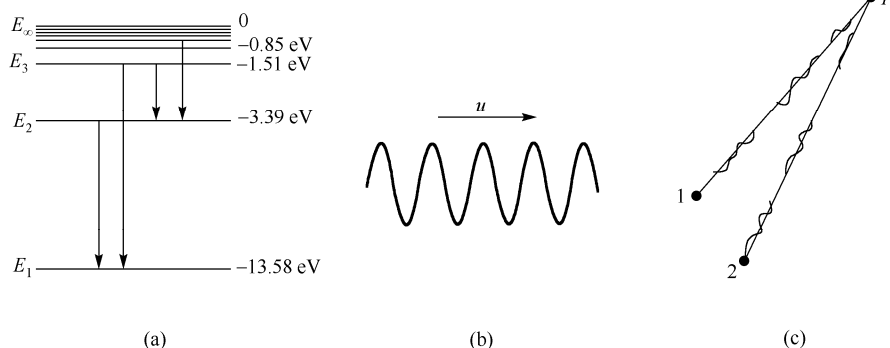 E∞ 0
−0.85 eV
E₃ −1.51 eV
E₂ −3.39 eV
E₁ −13.58 eV
(a)
u
(b)
1
2
(c)